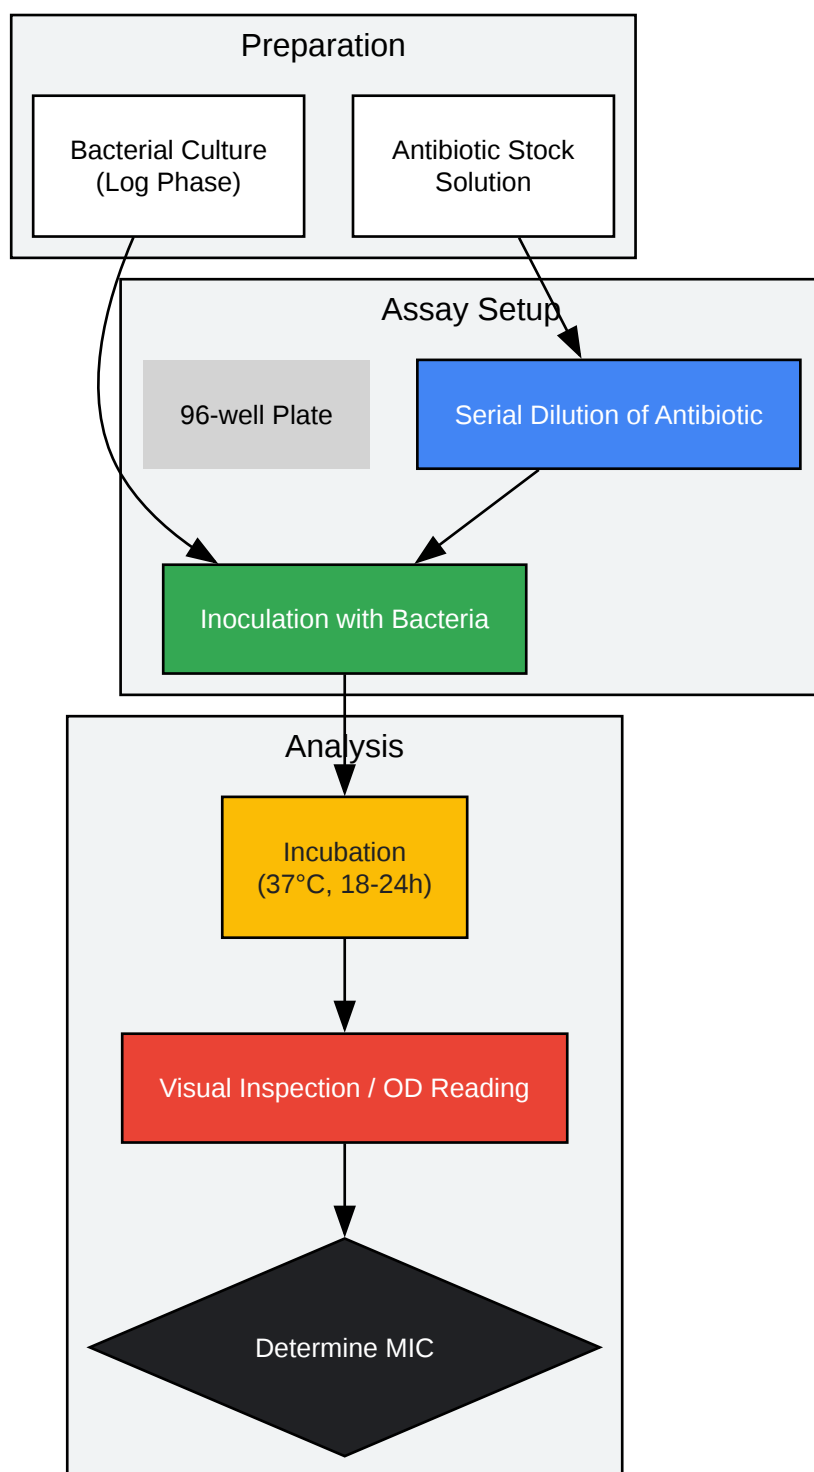 Preparation
Bacterial Culture
(Log Phase)
Antibiotic Stock
Solution
Assay Setup
96-well Plate
Serial Dilution of Antibiotic
Inoculation with Bacteria
Analysis
Incubation
(37°C, 18-24h)
Visual Inspection / OD Reading
Determine MIC